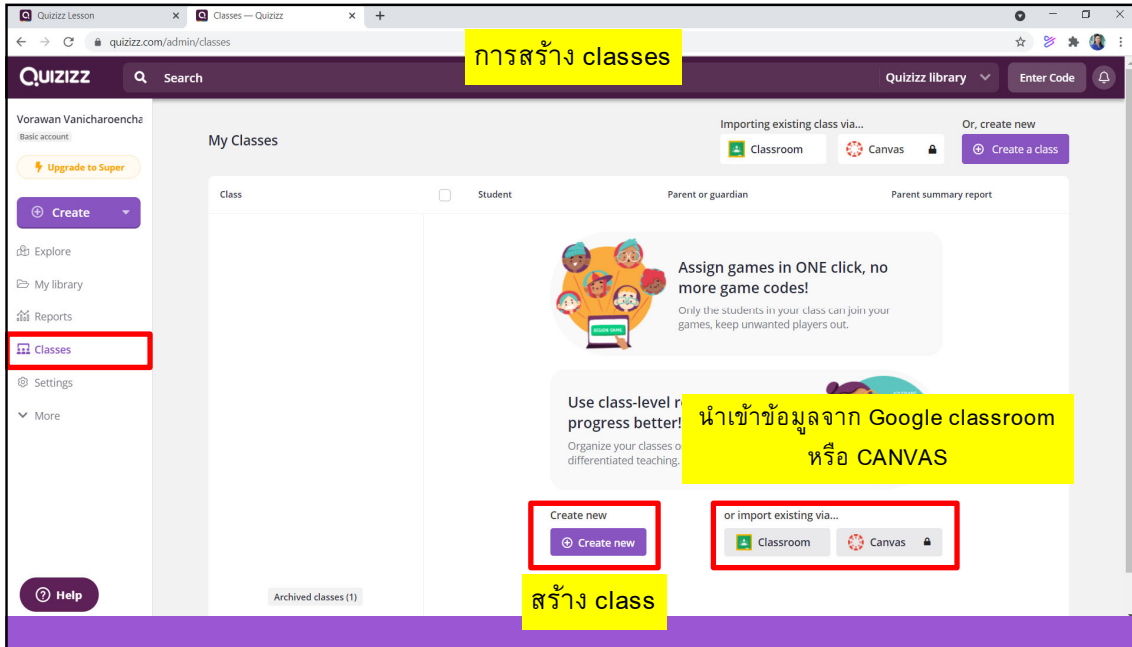 Quizizz Lesson
Classes — Quizizz
quizizz.com/admin/classes
การสร้าง classes
QUIZIZZ
Search
Quizizz library
Enter Code
Vorawan Vanicharoencha
Basic account
Upgrade to Super
Create
Explore
My library
Reports
Classes
Settings
More
Help
My Classes
Importing existing class via...
Classroom
Canvas
Or, create new
Create a class
Class
Student
Parent or guardian
Parent summary report
Assign games in ONE click, no
more game codes!
Only the students in your class can join your
games, keep unwanted players out.
ASSIGN GAME
Use class-level r
progress better!
Organize your classes o
differentiated teaching.
นำเข้าข้อมูลจาก Google classroom
หรือ CANVAS
Create new
Create new
or import existing via...
Classroom
Canvas
สร้าง class
Archived classes (1)